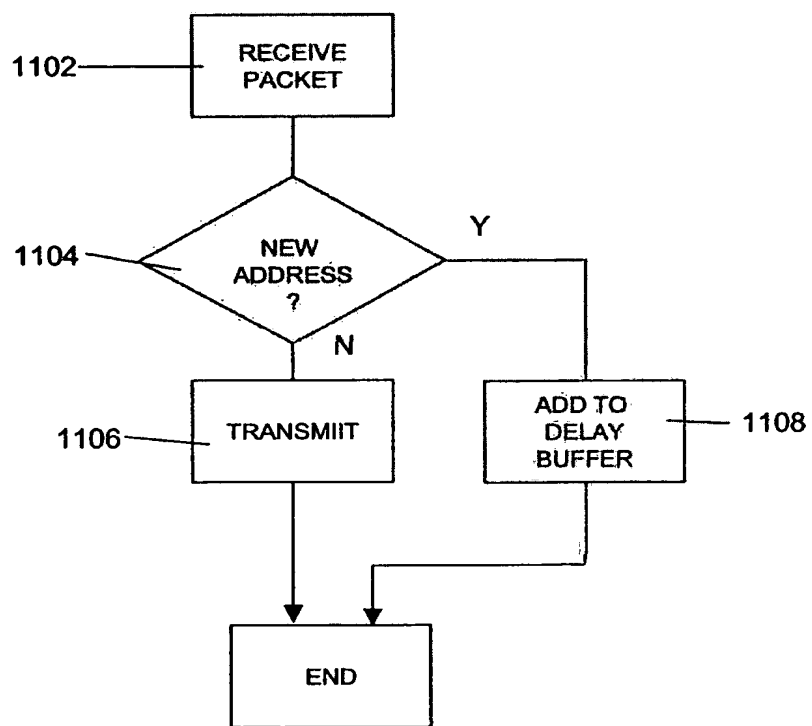 1102
RECEIVE
PACKET
1104
NEW
ADDRESS
?
Y
N
1106
TRANSMIIT
ADD TO
DELAY
BUFFER
1108
END